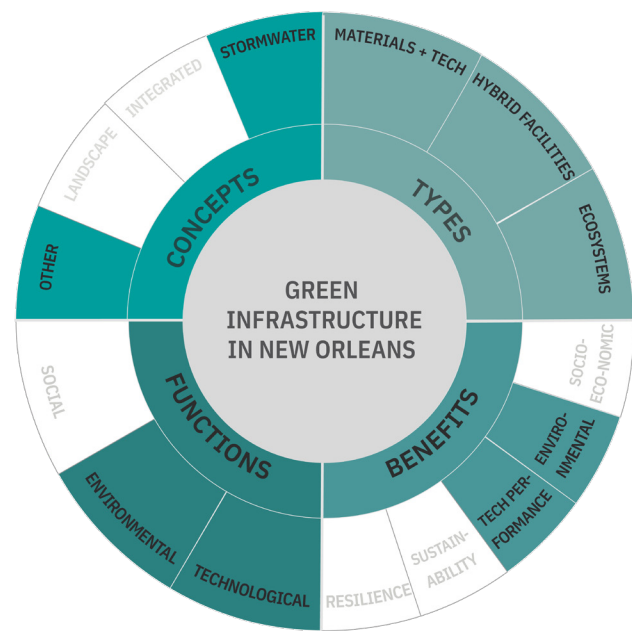 GREEN
INFRASTRUCTURE
IN NEW ORLEANS
CONCEPTS
OTHER
LANDSCAPE
INTEGRATED
STORMWATER
TYPES
MATERIALS + TECH
HYBRID FACILITIES
ECOSYSTEMS
BENEFITS
SOCIO-
ECO-NOMIC
ENVIRO-
NMENTAL
TECH PER-
FORMANCE
SUSTAIN-
ABILITY
RESILIENCE
FUNCTIONS
TECHNOLOGICAL
ENVIRONMENTAL
SOCIAL